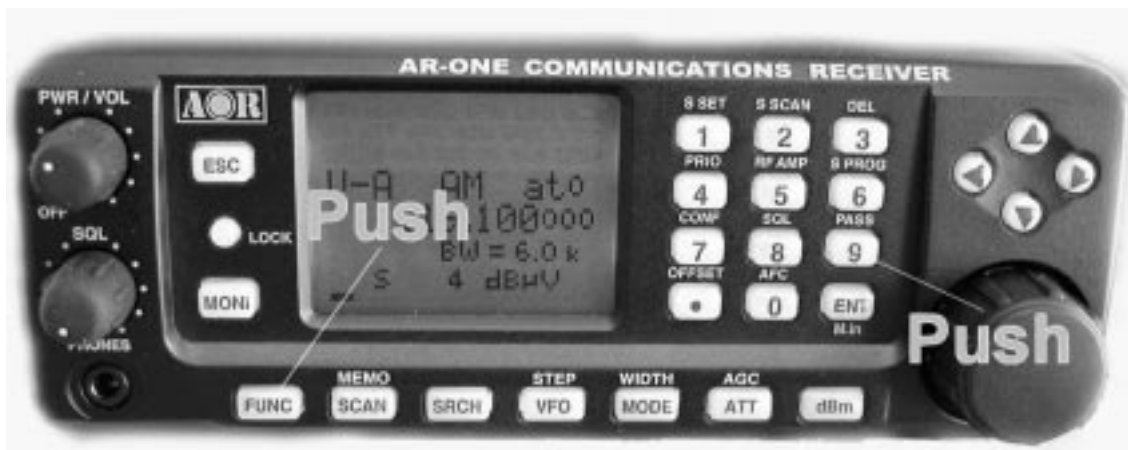 AR-ONE COMMUNICATIONS RECEIVER
PWR / VOL
AOR
S SET S SCAN DEL
1 2 3
ESC
PRIO RF AMP S PROG
4 5 6
V-A AM ato
OFF
Push
100000
CONF SQL PASS
7 8 9
SQL
LOCK
BW = 6.0 k
OFFSET AFC
S 4 dBµV
MONi
• 0 ENT
M.in
Push
PHONES
MEMO STEP WIDTH AGC
FUNC SCAN SRCH VFO MODE ATT dBm